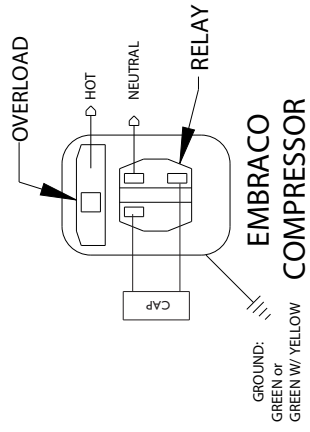 OVERLOAD
HOT
NEUTRAL
RELAY
CAP
EMBRACO
COMPRESSOR
GROUND:
GREEN or
GREEN W/ YELLOW